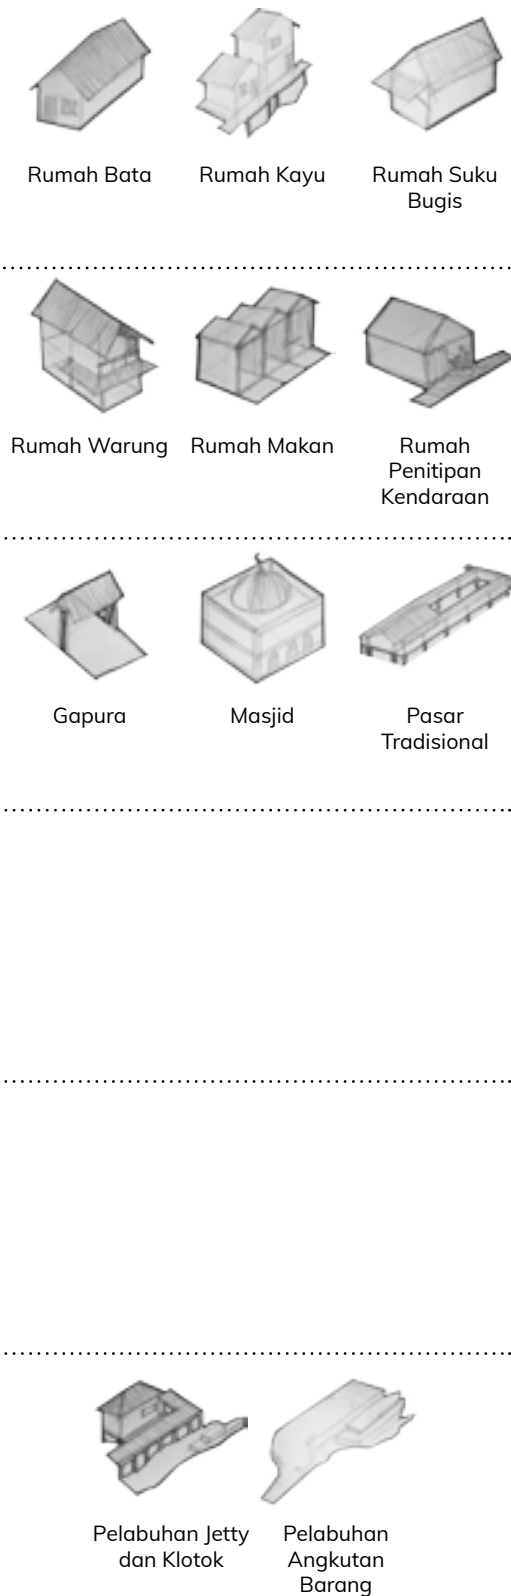 Rumah Bata
Rumah Kayu
Rumah Suku
Bugis
Rumah Warung
Rumah Makan
Rumah
Penitipan
Kendaraan
Gapura
Masjid
Pasar
Tradisional
Pelabuhan Jetty
dan Klotok
Pelabuhan
Angkutan
Barang